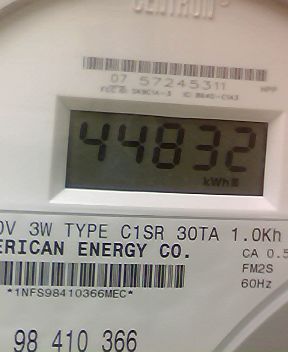 CENTRON
07 57245311
44832
kWh
0V 3W TYPE C1SR 30TA 1.0Kh
ERICAN ENERGY CO.
CA 0.5
FM2S
*1NFS98410366MEC*
60Hz
98 410 366